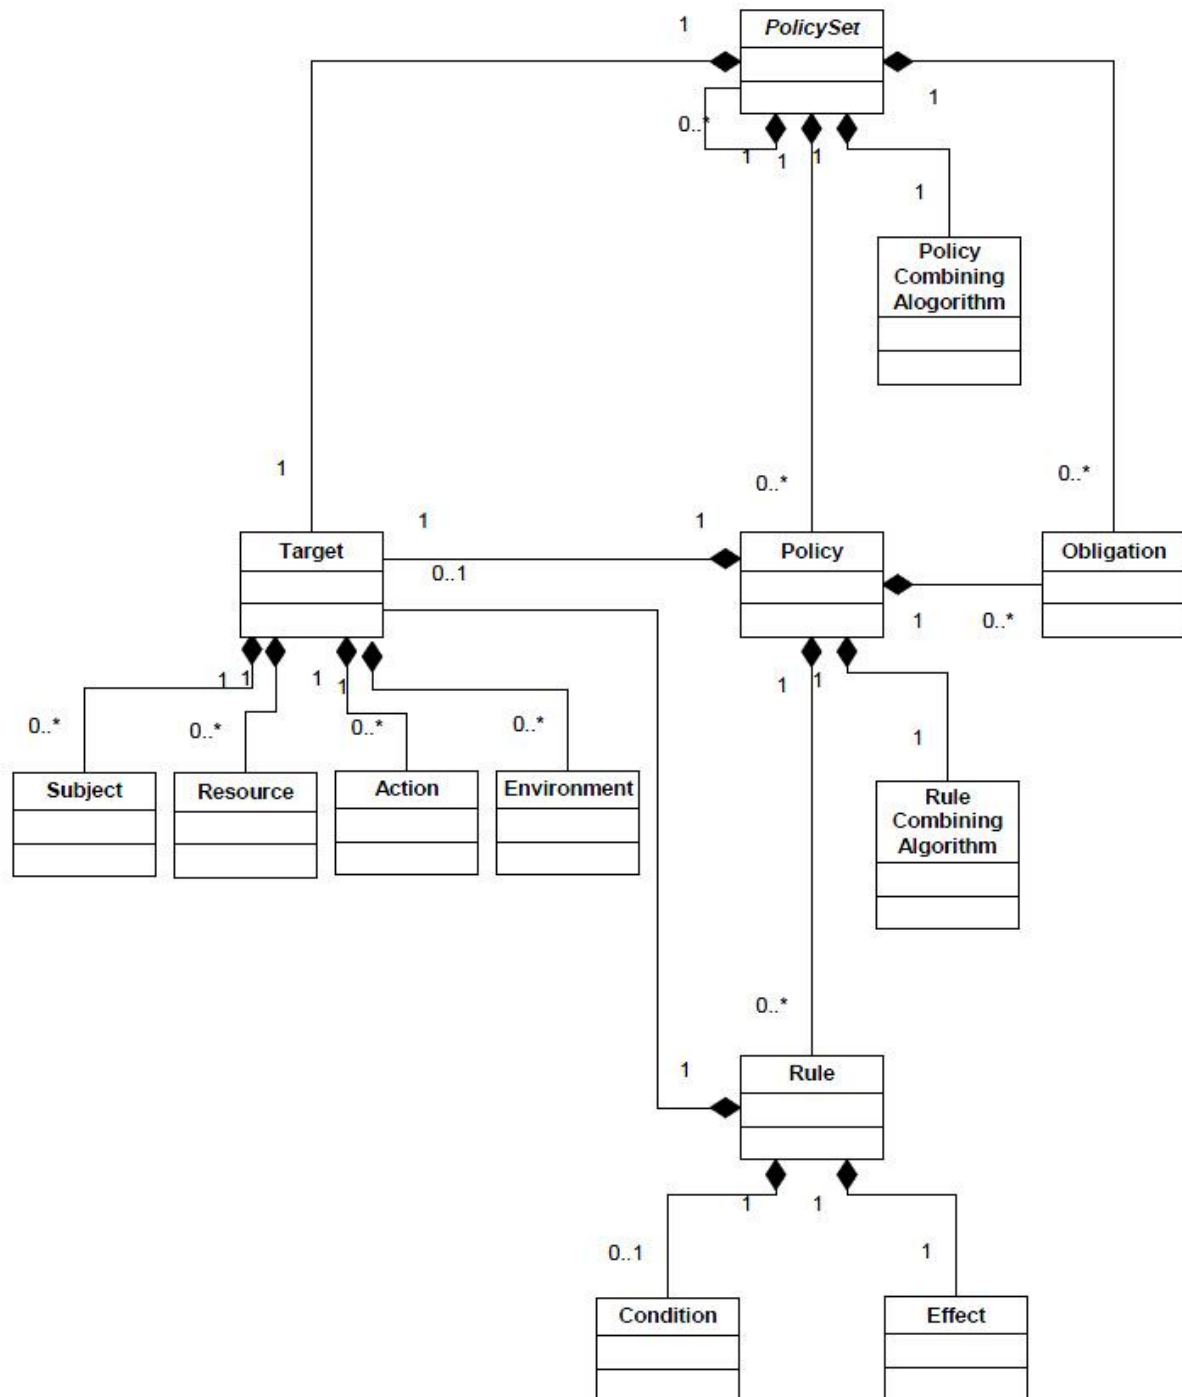 1
PolicySet
1
0..*
1
1
1
1
Policy
Combining
Alogorithm
1
0..*
0..*
1
1
Target
Policy
Obligation
0..1
1
0..*
1
1
1
1
1
1
0..*
0..*
0..*
0..*
1
Subject
Resource
Action
Environment
Rule
Combining
Algorithm
0..*
1
Rule
1
1
0..1
1
Condition
Effect